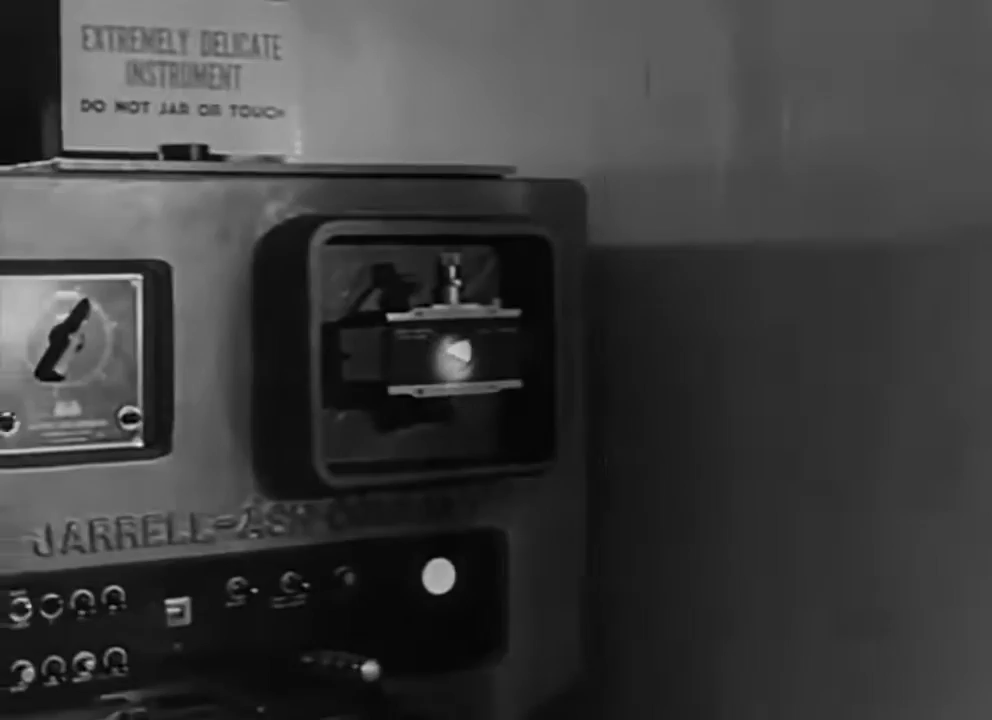 EXTREMELY DELICATE
INSTRUMENT
DO NOT JAR OR TOUCH
JARRELL-ASH